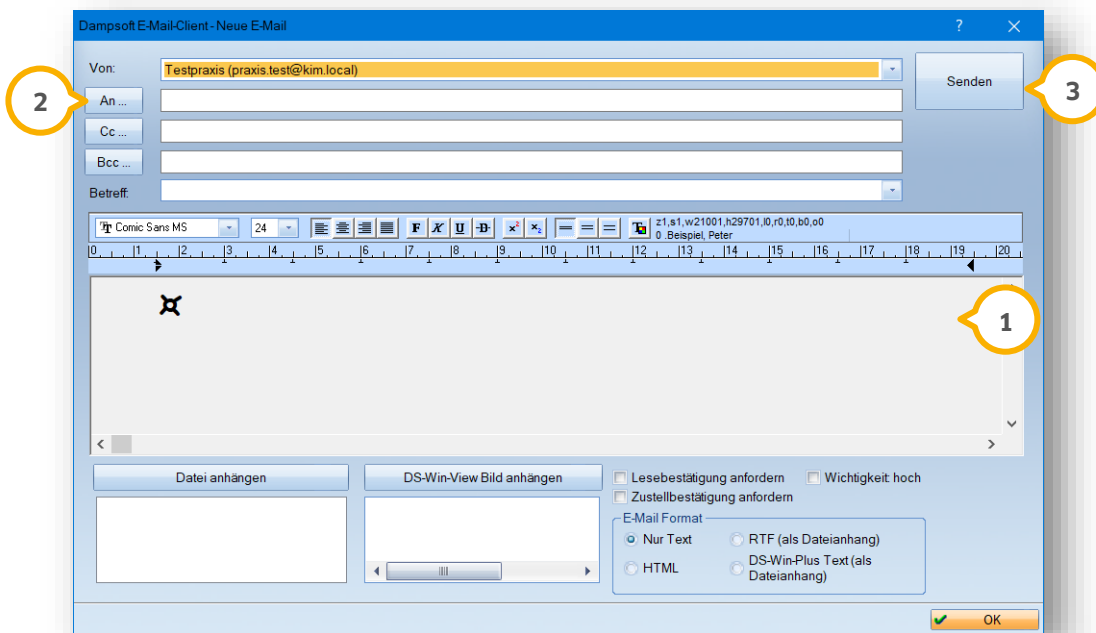 Dampsoft E-Mail-Client - Neue E-Mail ?
Von: Testpraxis (praxis.test@kim.local)
Senden
3
2
An ...
Cc ...
Bcc ...
Betreff:
Comic Sans MS 24 F K U D x² x₂ z1,s1,w21001,h29701,l0,r0,t0,b0,o0
0 .Beispiel, Peter
0 1 2 3 4 5 6 7 8 9 10 11 12 13 14 15 16 17 18 19 20
¤
1
Datei anhängen DS-Win-View Bild anhängen Lesebestätigung anfordern Wichtigkeit hoch
Zustellbestätigung anfordern
E-Mail Format
Nur Text RTF (als Dateianhang)
HTML DS-Win-Plus Text (als
Dateianhang)
OK